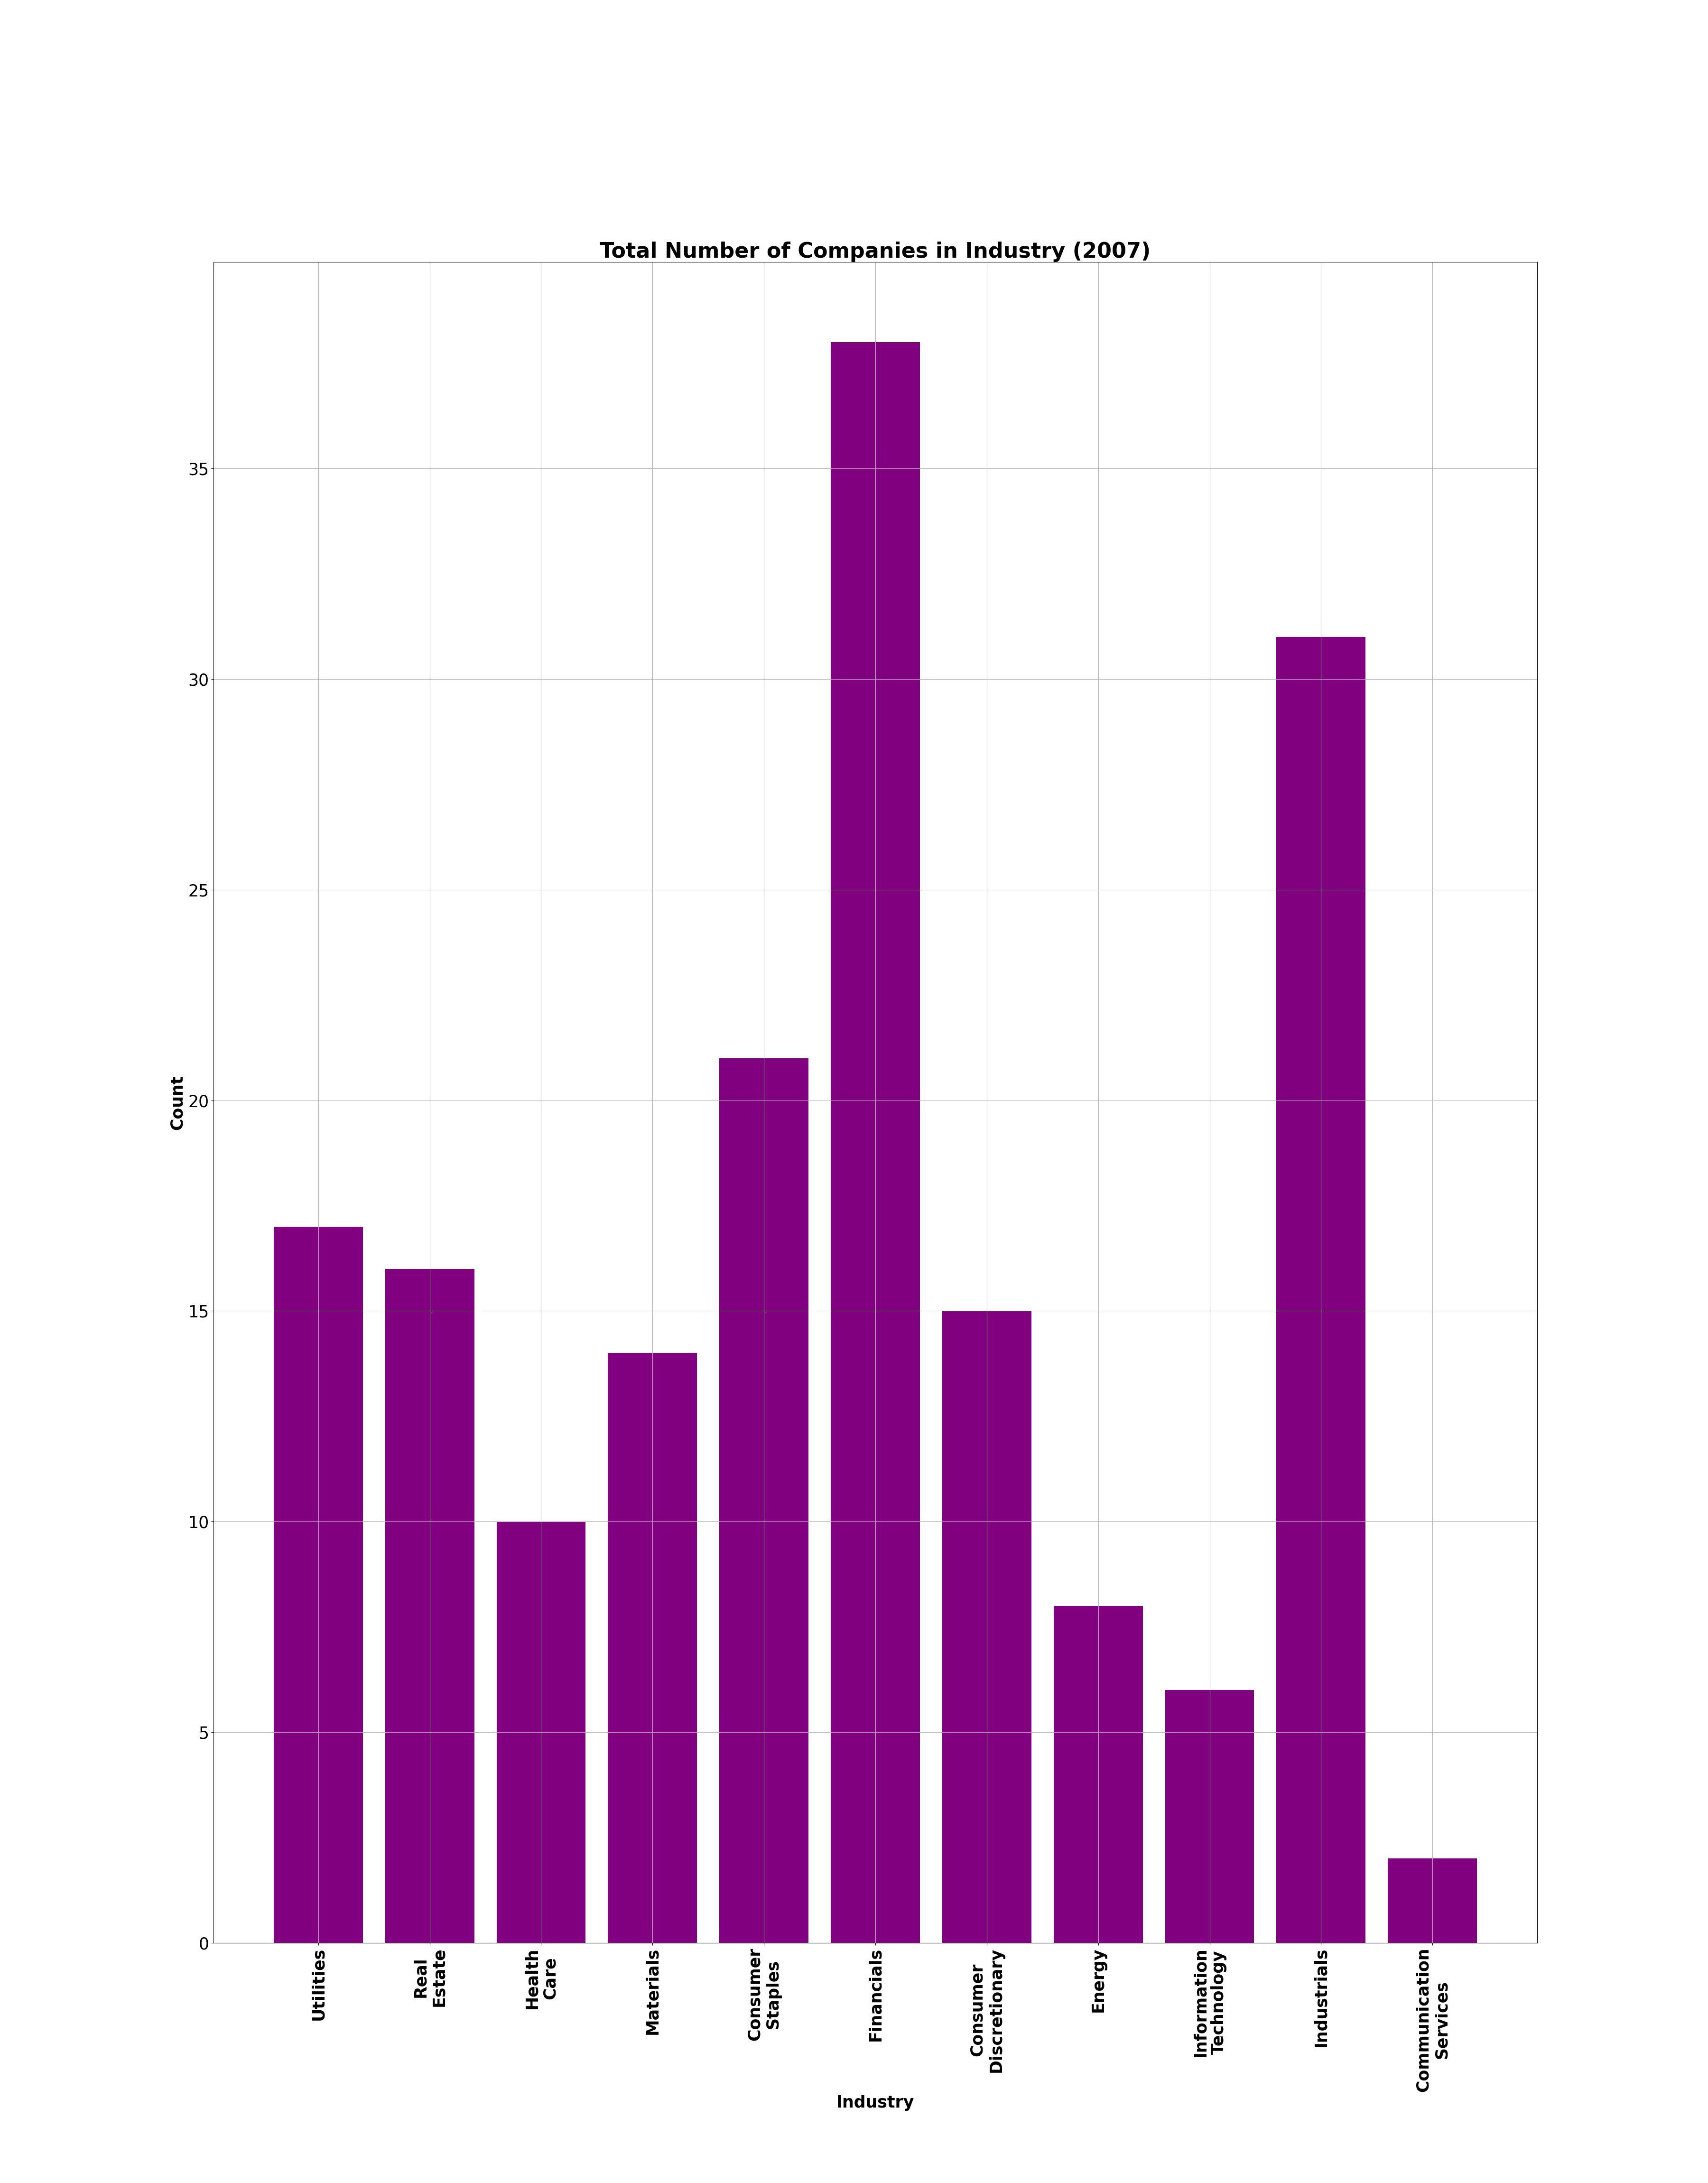 Total Number of Companies in Industry (2007)
35
30
25
20
15
10
5
0
Count
Utilities
Real
Estate
Health
Care
Materials
Consumer
Staples
Financials
Consumer
Discretionary
Energy
Information
Technology
Industrials
Communication
Services
Industry